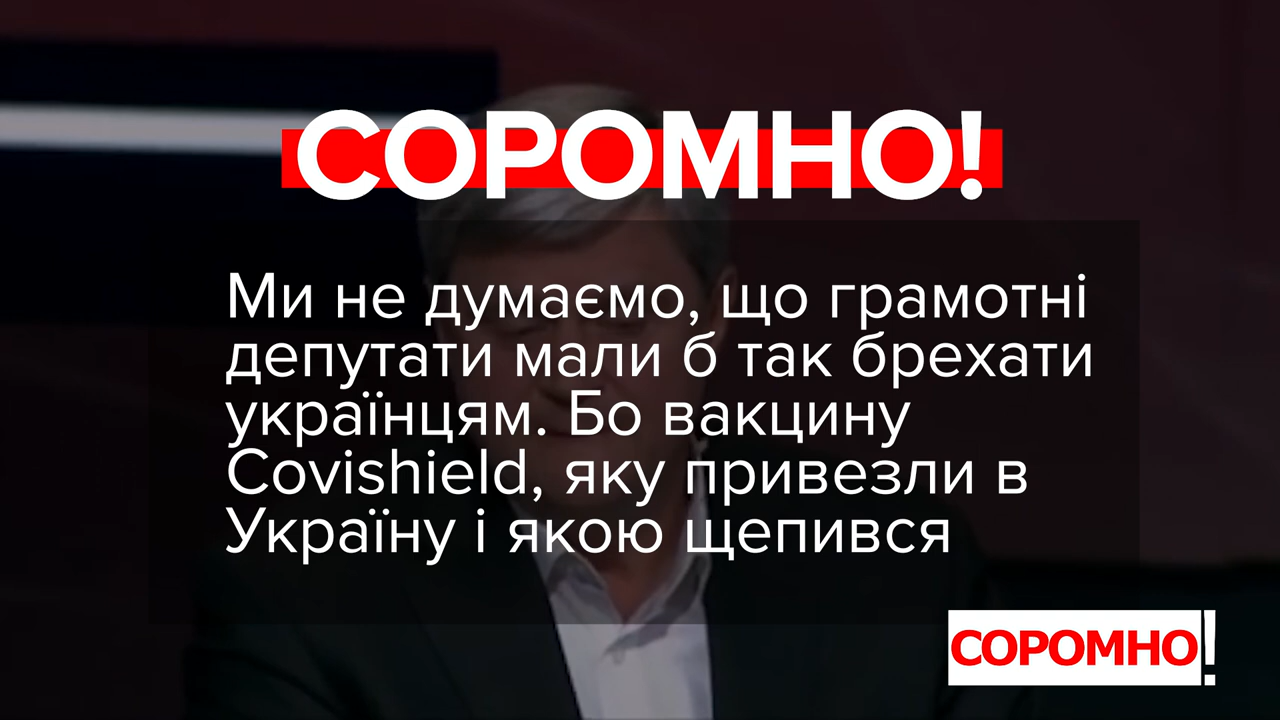 СОРОМНО!
Ми не думаємо, що грамотні
депутати мали б так брехати
українцям. Бо вакцину
Covishield, яку привезли в
Україну і якою щепився
СОРОМНО!